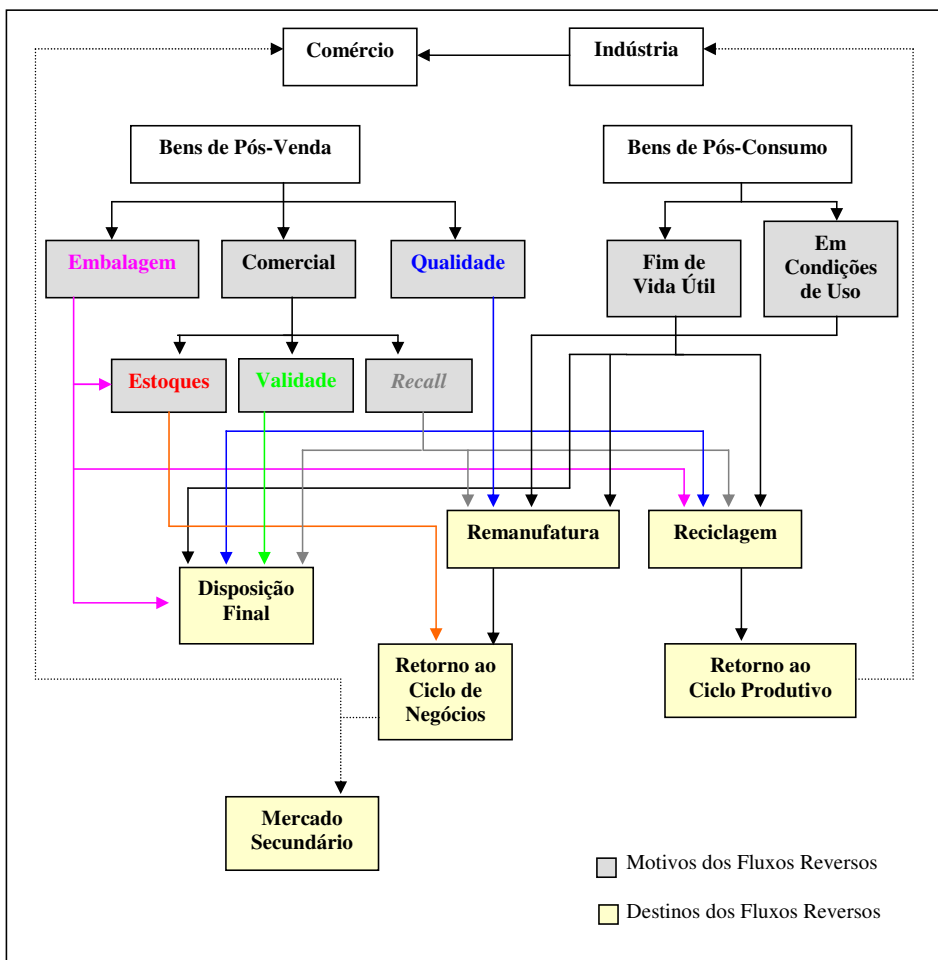 Comércio
Indústria
Bens de Pós-Venda
Bens de Pós-Consumo
Embalagem
Comercial
Qualidade
Fim de
Vida Útil
Em
Condições
de Uso
Estoques
Validade
Recall
Remanufatura
Reciclagem
Disposição
Final
Retorno ao
Ciclo de
Negócios
Retorno ao
Ciclo Produtivo
Mercado
Secundário
Motivos dos Fluxos Reversos
Destinos dos Fluxos Reversos